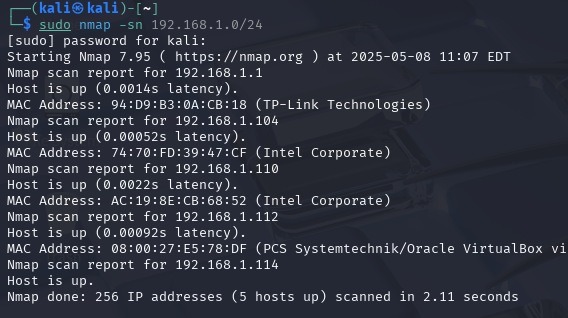 ┌──(kali㉿kali)-[~]
└─$ sudo nmap -sn 192.168.1.0/24
[sudo] password for kali:
Starting Nmap 7.95 ( https://nmap.org ) at 2025-05-08 11:07 EDT
Nmap scan report for 192.168.1.1
Host is up (0.0014s latency).
MAC Address: 94:D9:B3:0A:CB:18 (TP-Link Technologies)
Nmap scan report for 192.168.1.104
Host is up (0.00052s latency).
MAC Address: 74:70:FD:39:47:CF (Intel Corporate)
Nmap scan report for 192.168.1.110
Host is up (0.0022s latency).
MAC Address: AC:19:8E:CB:68:52 (Intel Corporate)
Nmap scan report for 192.168.1.112
Host is up (0.00092s latency).
MAC Address: 08:00:27:E5:78:DF (PCS Systemtechnik/Oracle VirtualBox vi
Nmap scan report for 192.168.1.114
Host is up.
Nmap done: 256 IP addresses (5 hosts up) scanned in 2.11 seconds